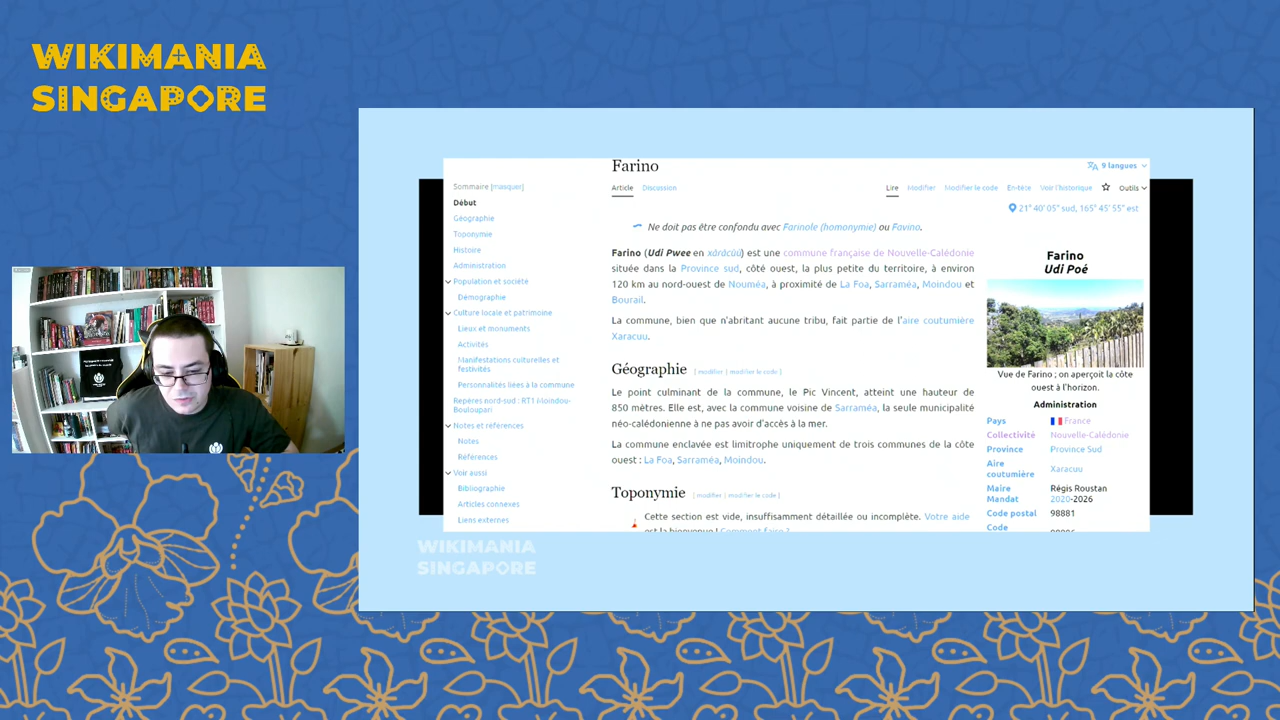 WIKIMANIA
SINGAPORE
Farino
9 langues
Sommaire [masquer]
Début
Géographie
Toponymie
Histoire
Administration
Population et société
Démographie
Culture locale et patrimoine
Lieux et monuments
Activités
Manifestations culturelles et
festivités
Personnalités liées à la commune
Repères nord-sud : RT1 Moindou-
Bouloupari
Notes et références
Notes
Références
Voir aussi
Bibliographie
Articles connexes
Liens externes
Article Discussion
Lire Modifier Modifier le code En-tête Voir l'historique Outils
21° 40′ 05″ sud, 165° 45′ 55″ est
Ne doit pas être confondu avec Farinole (homonymie) ou Favino.
Farino (Udi Pwee en xârâcùù) est une commune française de Nouvelle-Calédonie
située dans la Province sud, côté ouest, la plus petite du territoire, à environ
120 km au nord-ouest de Nouméa, à proximité de La Foa, Sarraméa, Moindou et
Bourail.
La commune, bien que n'abritant aucune tribu, fait partie de l'aire coutumière
Xaracuu.
Géographie [ modifier | modifier le code ]
Le point culminant de la commune, le Pic Vincent, atteint une hauteur de
850 mètres. Elle est, avec la commune voisine de Sarraméa, la seule municipalité
néo-calédonienne à ne pas avoir d'accès à la mer.
La commune enclavée est limitrophe uniquement de trois communes de la côte
ouest : La Foa, Sarraméa, Moindou.
Toponymie [ modifier | modifier le code ]
Cette section est vide, insuffisamment détaillée ou incomplète. Votre aide
est la bienvenue ! Comment faire ?
Farino
Udi Poé
Vue de Farino ; on aperçoit la côte
ouest à l'horizon.
Administration
Pays France
Collectivité Nouvelle-Calédonie
Province Province Sud
Aire
coutumière Xaracuu
Maire Régis Roustan
Mandat 2020-2026
Code postal 98881
Code
WIKIMANIA
SINGAPORE